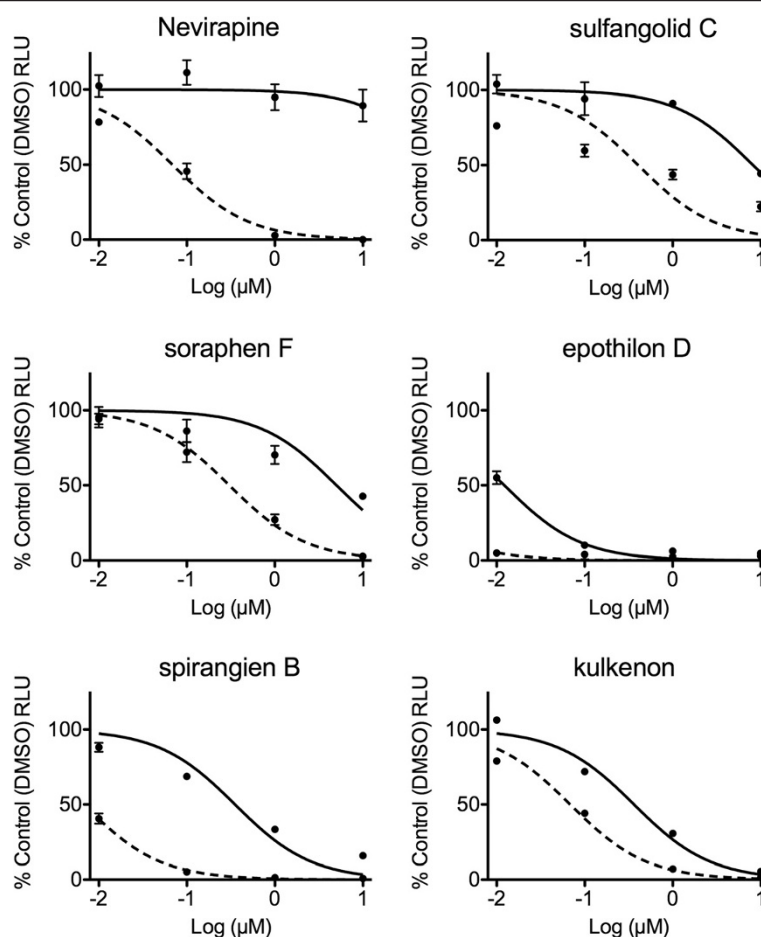 Nevirapine
% Control (DMSO) RLU
100
50
0
-2 -1 0 1
Log (µM)
sulfangolid C
% Control (DMSO) RLU
100
50
0
-2 -1 0 1
Log (µM)
soraphen F
% Control (DMSO) RLU
100
50
0
-2 -1 0 1
Log (µM)
epothilon D
% Control (DMSO) RLU
100
50
0
-2 -1 0 1
Log (µM)
spirangien B
% Control (DMSO) RLU
100
50
0
-2 -1 0 1
Log (µM)
kulkenon
% Control (DMSO) RLU
100
50
0
-2 -1 0 1
Log (µM)